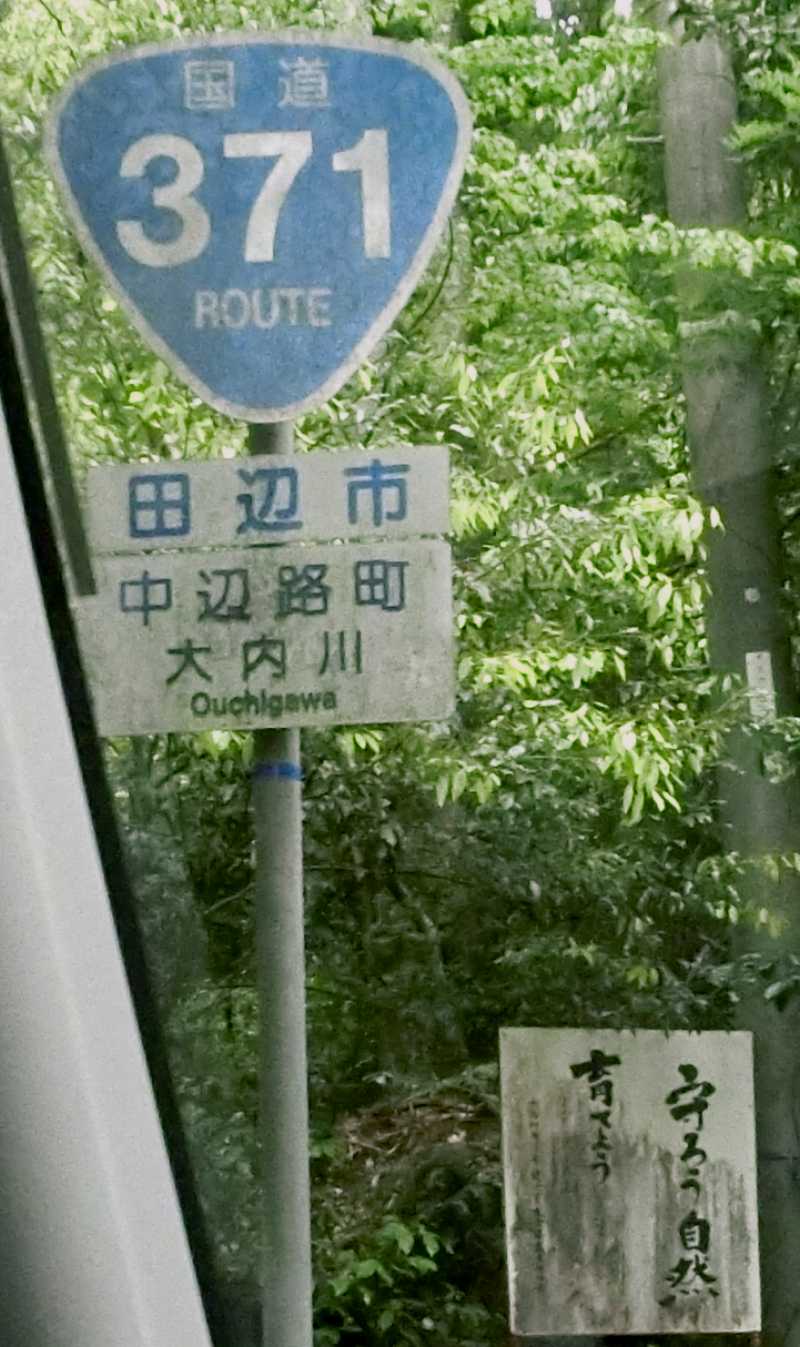 国道
371
ROUTE
田辺市
中辺路町
大内川
Ouchigawa
守ろう自然
育てよう